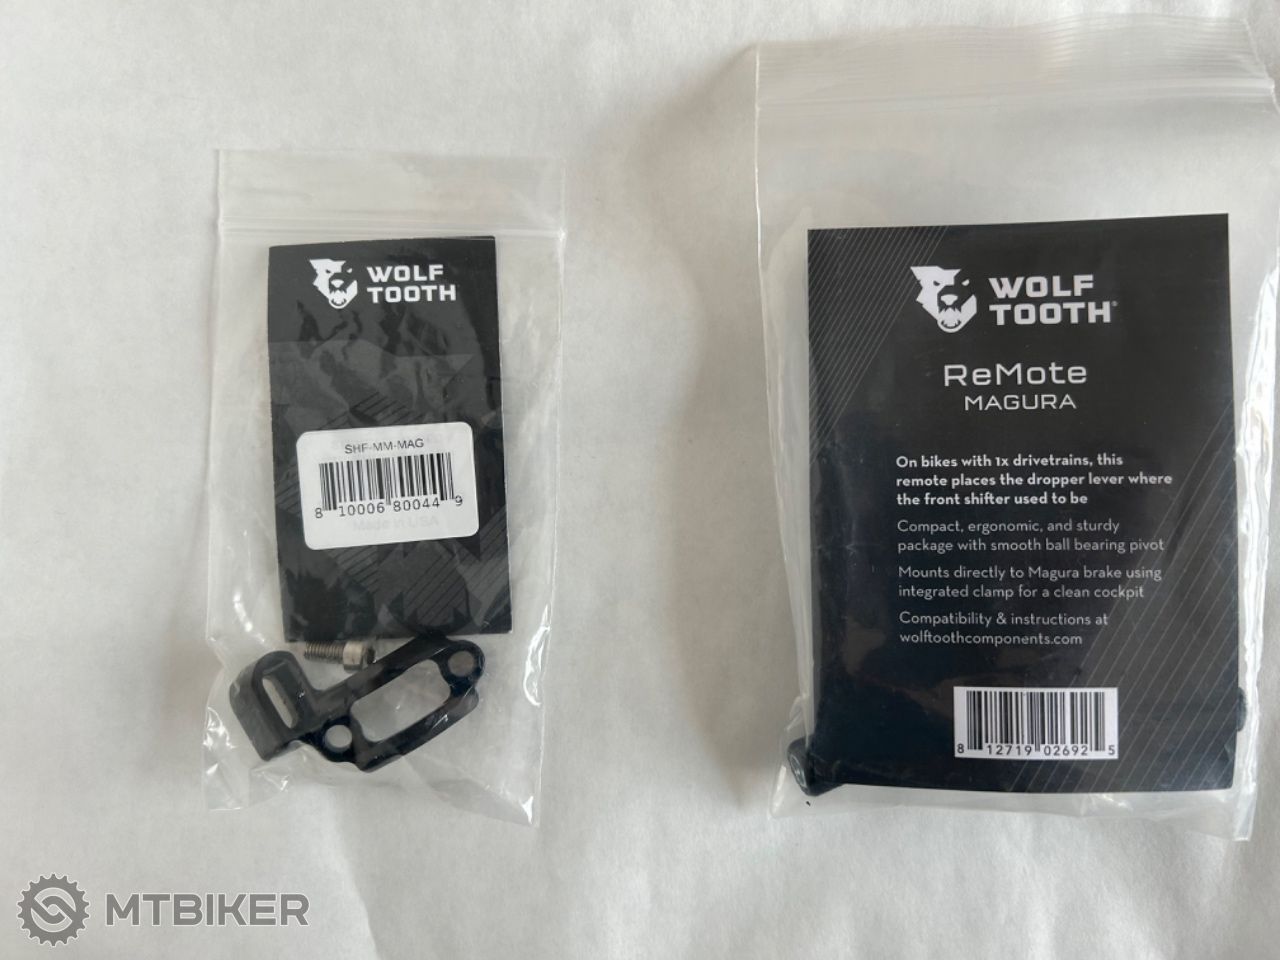 WOLF
TOOTH
SHF-MM-MAG
8 10006 80044 9
Made in USA
WOLF
TOOTH®
ReMote
MAGURA
On bikes with 1x drivetrains, this
remote places the dropper lever where
the front shifter used to be
Compact, ergonomic, and sturdy
package with smooth ball bearing pivot
Mounts directly to Magura brake using
integrated clamp for a clean cockpit
Compatibility & instructions at
wolftoothcomponents.com
8 12719 02692 5
MTBIKER